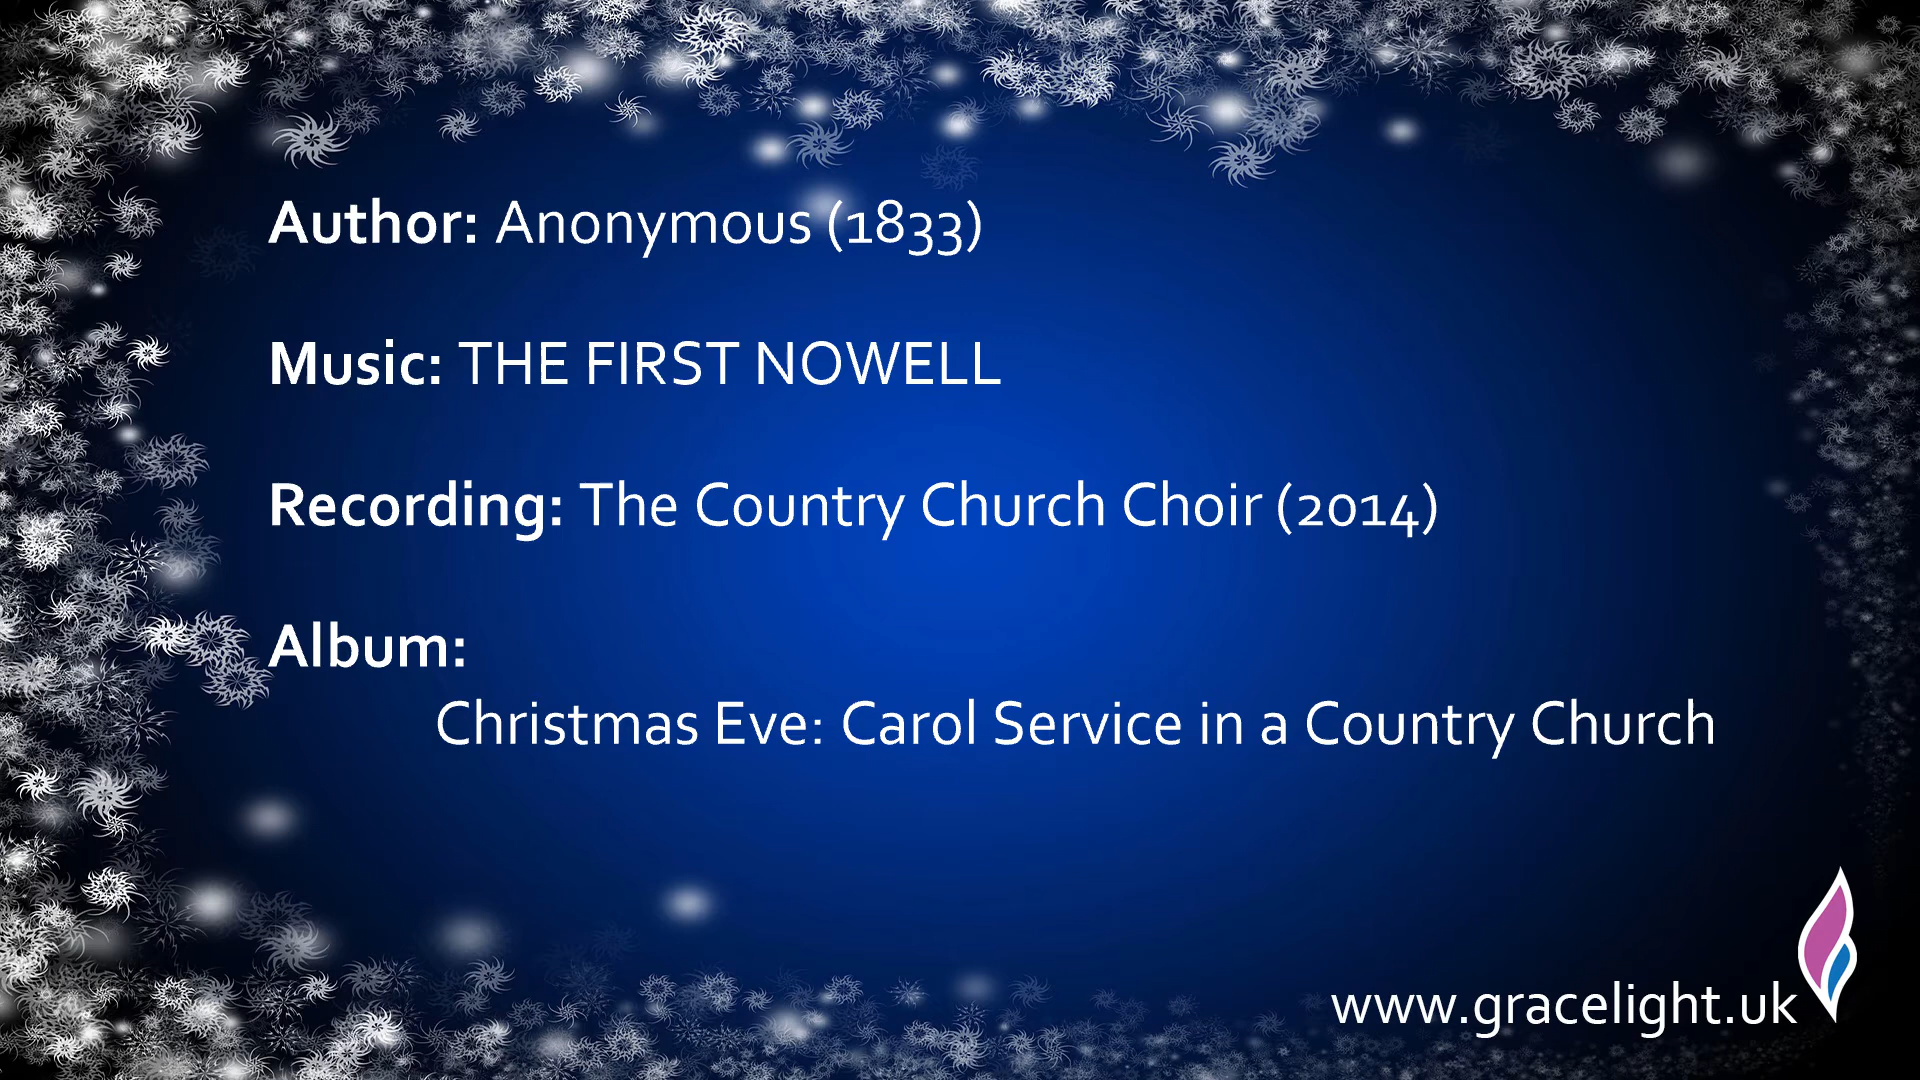 Author: Anonymous (1833)
Music: THE FIRST NOWELL
Recording: The Country Church Choir (2014)
Album:
Christmas Eve: Carol Service in a Country Church
www.gracelight.uk